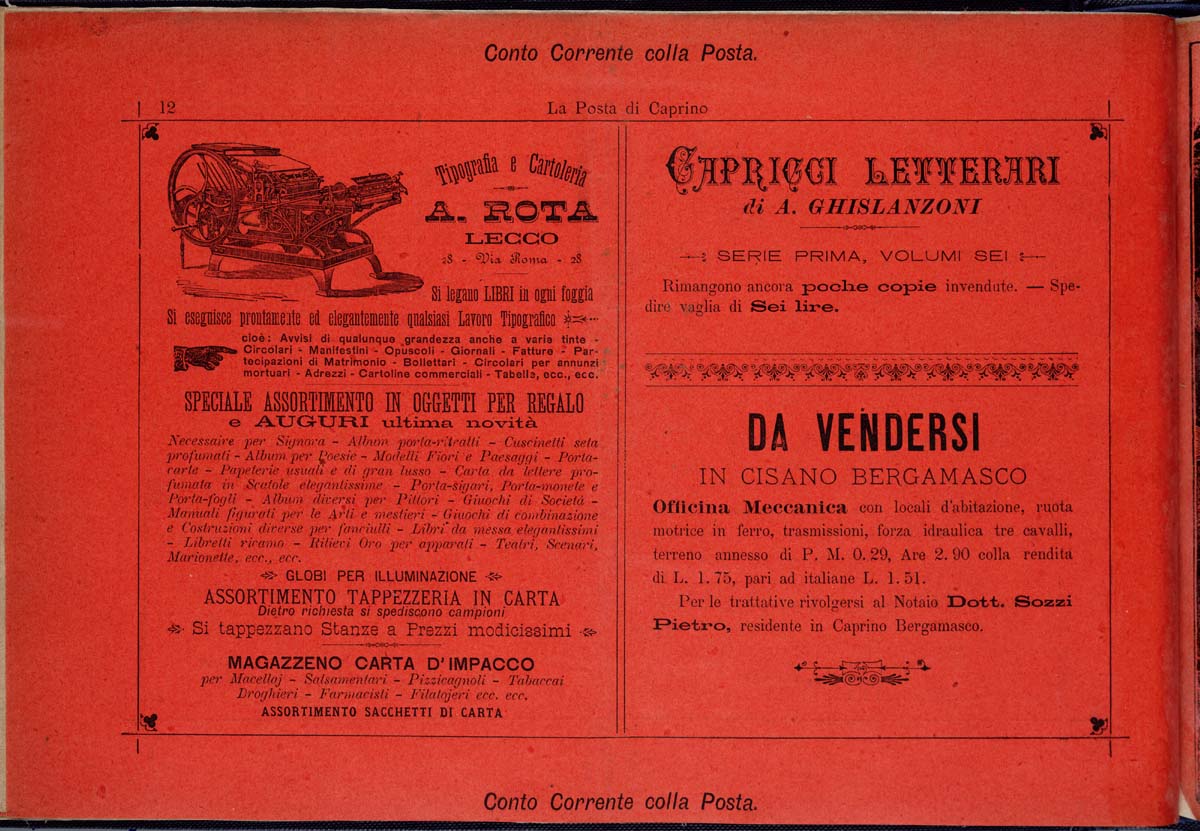 Conto Corrente colla Posta.
12
La Posta di Caprino
Tipografia e Cartoleria
A. ROTA
LECCO
28 - Via Roma - 28
Si legano LIBRI in ogni foggia
Si eseguisce prontamente ed elegantemente qualsiasi Lavoro Tipografico
cioè: Avvisi di qualunque grandezza anche a varie tinte -
Circolari - Manifestini - Opuscoli - Giornali - Fatture - Par-
tecipazioni di Matrimonio - Bollettari - Circolari per annunzi
mortuari - Adrezzi - Cartoline commerciali - Tabelle, ecc., ecc.
SPECIALE ASSORTIMENTO IN OGGETTI PER REGALO
e AUGURI ultima novità
Necessaire per Signora - Album porta-ritratti - Cuscinetti seta
profumati - Album per Poesie - Modelli Fiori e Paesaggi - Porta-
carte - Papeterie usuali e di gran lusso - Carta da lettere pro-
fumata in Scatole elegantissime - Porta-sigari, Porta-monete e
Porta-fogli - Album diversi per Pittori - Giuochi di Società -
Manuali figurati per le Arti e mestieri - Giuochi di combinazione
e Costruzioni diverse per fanciulli - Libri da messa elegantissimi
- Libretti ricamo - Rilievi Oro per apparati - Teatri, Scenari,
Marionette, ecc., ecc.
GLOBI PER ILLUMINAZIONE
ASSORTIMENTO TAPPEZZERIA IN CARTA
Dietro richiesta si spediscono campioni
Si tappezzano Stanze a Prezzi modicissimi
MAGAZZENO CARTA D'IMPACCO
per Macellaj - Salsamentari - Pizzicagnoli - Tabaccai
Droghieri - Farmacisti - Filatojeri ecc. ecc.
ASSORTIMENTO SACCHETTI DI CARTA
CAPRICCI LETTERARI
di A. GHISLANZONI
SERIE PRIMA, VOLUMI SEI
Rimangono ancora poche copie invendute. — Spe-
dire vaglia di Sei lire.
DA VENDERSI
IN CISANO BERGAMASCO
Officina Meccanica con locali d'abitazione, ruota
motrice in ferro, trasmissioni, forza idraulica tre cavalli,
terreno annesso di P. M. 0.29, Are 2.90 colla rendita
di L. 1.75, pari ad italiane L. 1.51.
Per le trattative rivolgersi al Notaio Dott. Sozzi
Pietro, residente in Caprino Bergamasco.
Conto Corrente colla Posta.